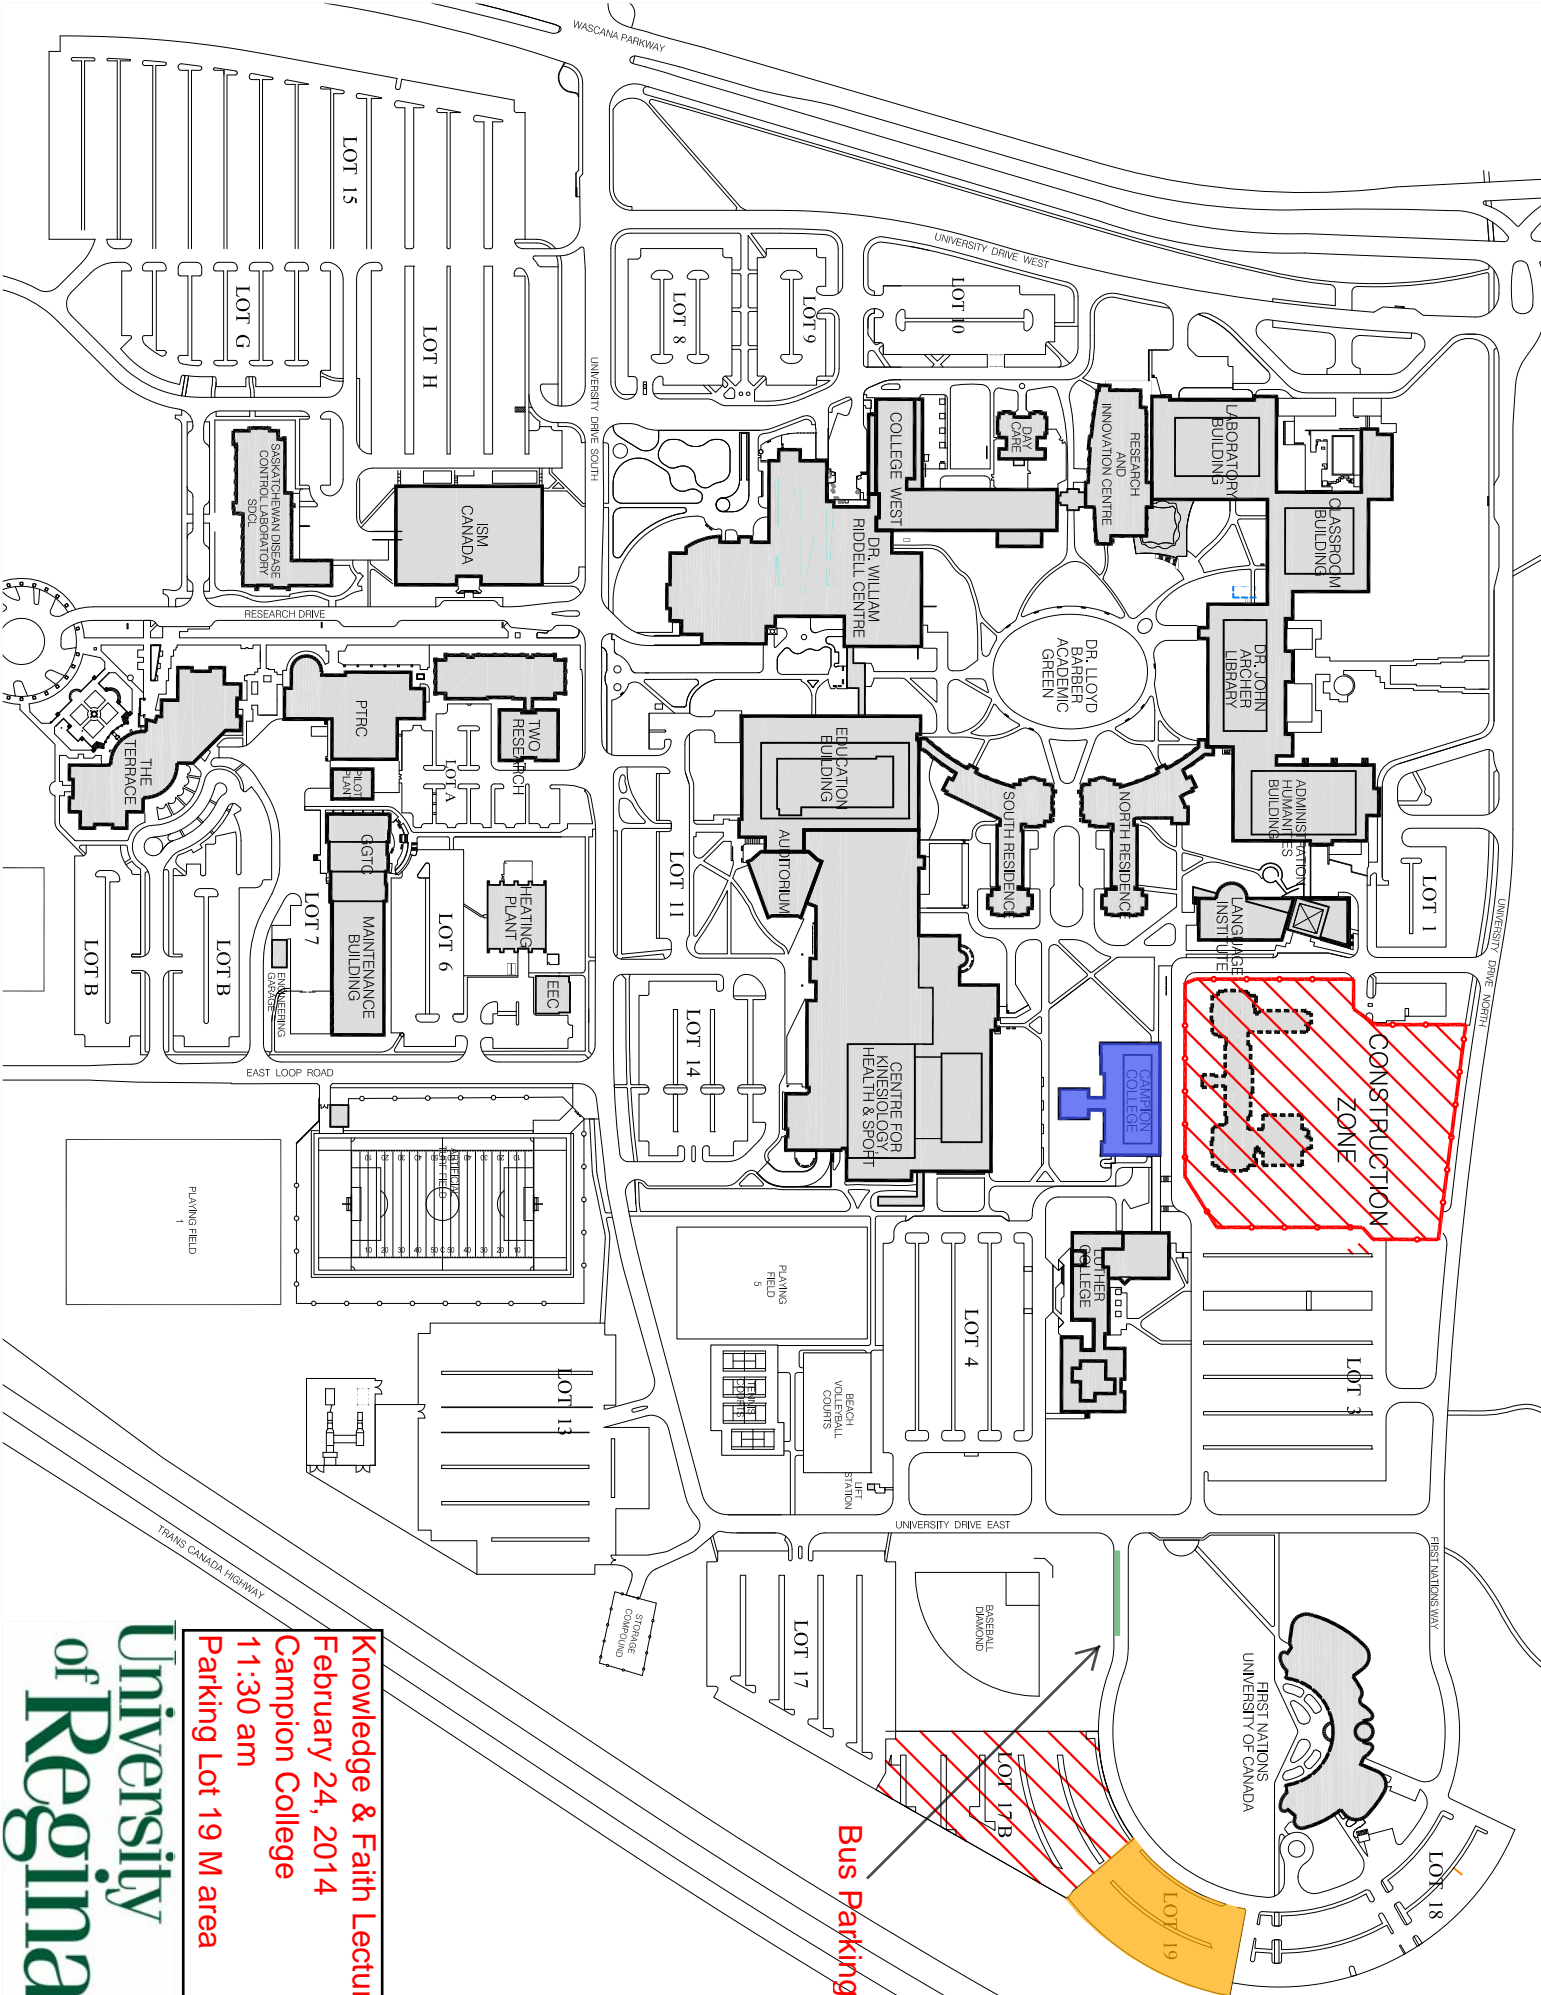 WASCANA PARKWAY
LOT 15
LOT G
LOT H
UNIVERSITY DRIVE SOUTH
UNIVERSITY DRIVE WEST
LOT 8
LOT 9
LOT 10
SASKATCHEWAN DISEASE
CONTROL LABORATORY
SDCL
ISM
CANADA
COLLEGE WEST
DAY
CARE
RESEARCH
AND
INNOVATION CENTRE
LABORATORY
BUILDING
CLASSROOM
BUILDING
DR. WILLIAM
RIDDELL CENTRE
RESEARCH DRIVE
DR. LLOYD
BARBER
ACADEMIC
GREEN
DR. JOHN
ARCHER
LIBRARY
THE
TERRACE
PTRC
PILOT
PLANT
TWO
RESEARCH
LOT A
EDUCATION
BUILDING
AUDITORIUM
SOUTH RESIDENCE
NORTH RESIDENCE
ADMINISTRATION
HUMANITIES
BUILDING
LOT 1
UNIVERSITY DRIVE NORTH
LANGUAGE
INSTITUTE
GGTC
MAINTENANCE
BUILDING
LOT 7
LOT 6
HEATING
PLANT
EEC
LOT 11
LOT B
LOT B
ENGINEERING
GARAGE
LOT 14
CENTRE FOR
KINESIOLOGY,
HEALTH & SPORT
CAMPION
COLLEGE
CONSTRUCTION
ZONE
EAST LOOP ROAD
ARTIFICIAL
TURF FIELD
PLAYING FIELD
1
PLAYING
FIELD
5
LOT 4
LUTHER
COLLEGE
LOT 3
LOT 13
TENNIS
COURTS
BEACH
VOLLEYBALL
COURTS
LIFT
STATION
UNIVERSITY DRIVE EAST
FIRST NATIONS WAY
TRANS CANADA HIGHWAY
STORAGE
COMPOUND
LOT 17
BASEBALL
DIAMOND
FIRST NATIONS
UNIVERSITY OF CANADA
LOT 17B
LOT 18
LOT 19
Bus Parking
Knowledge & Faith Lectur
February 24, 2014
Campion College
11:30 am
Parking Lot 19 M area
University
of Regina